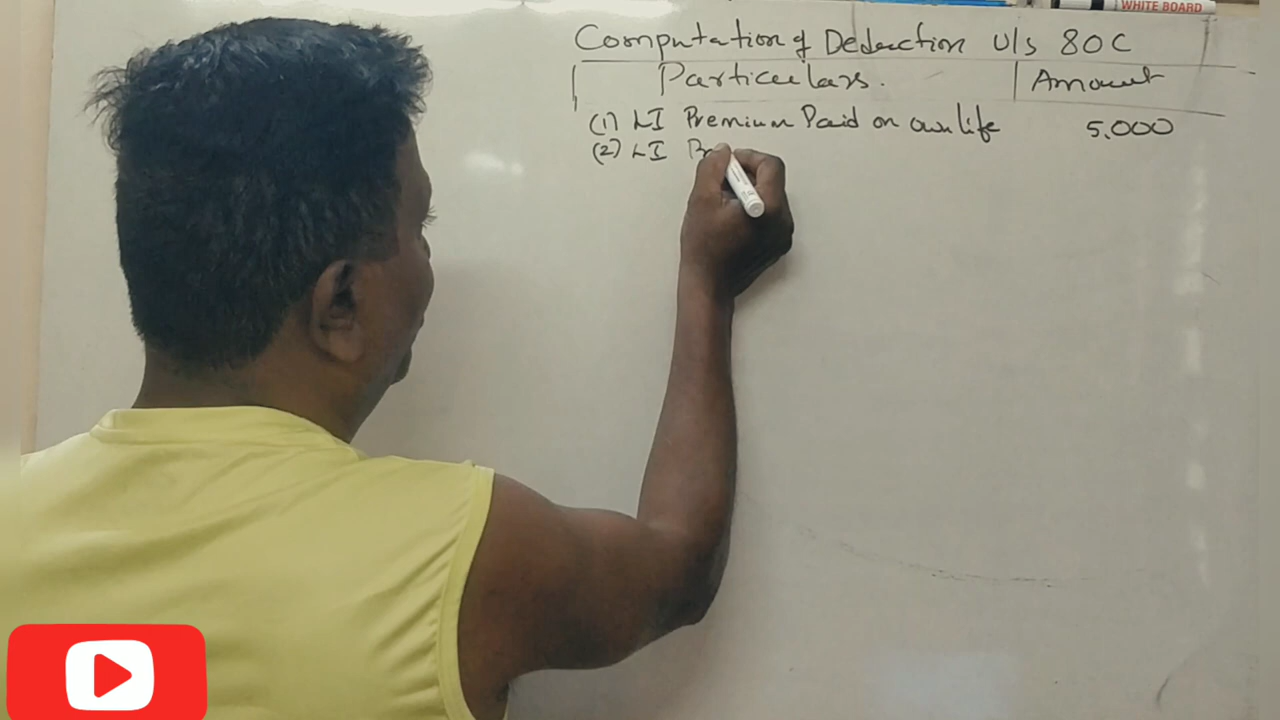 WHITE BOARD
Computation of Deduction U/s 80C
Particulars. Amount
(1) LI Premium Paid on own life 5,000
(2) LI Pr